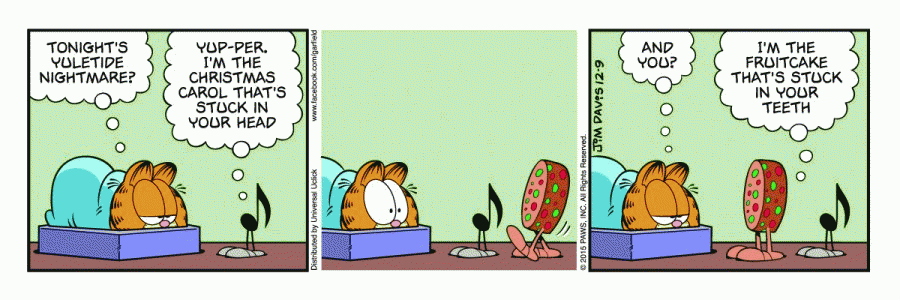 TONIGHT'S
YULETIDE
NIGHTMARE?
YUP-PER.
I'M THE
CHRISTMAS
CAROL THAT'S
STUCK IN
YOUR HEAD
www.facebook.com/garfield
Distributed by Universal Uclick
© 2015 PAWS, INC. All Rights Reserved.
JIM DAVIS 12-9
AND
YOU?
I'M THE
FRUITCAKE
THAT'S STUCK
IN YOUR
TEETH